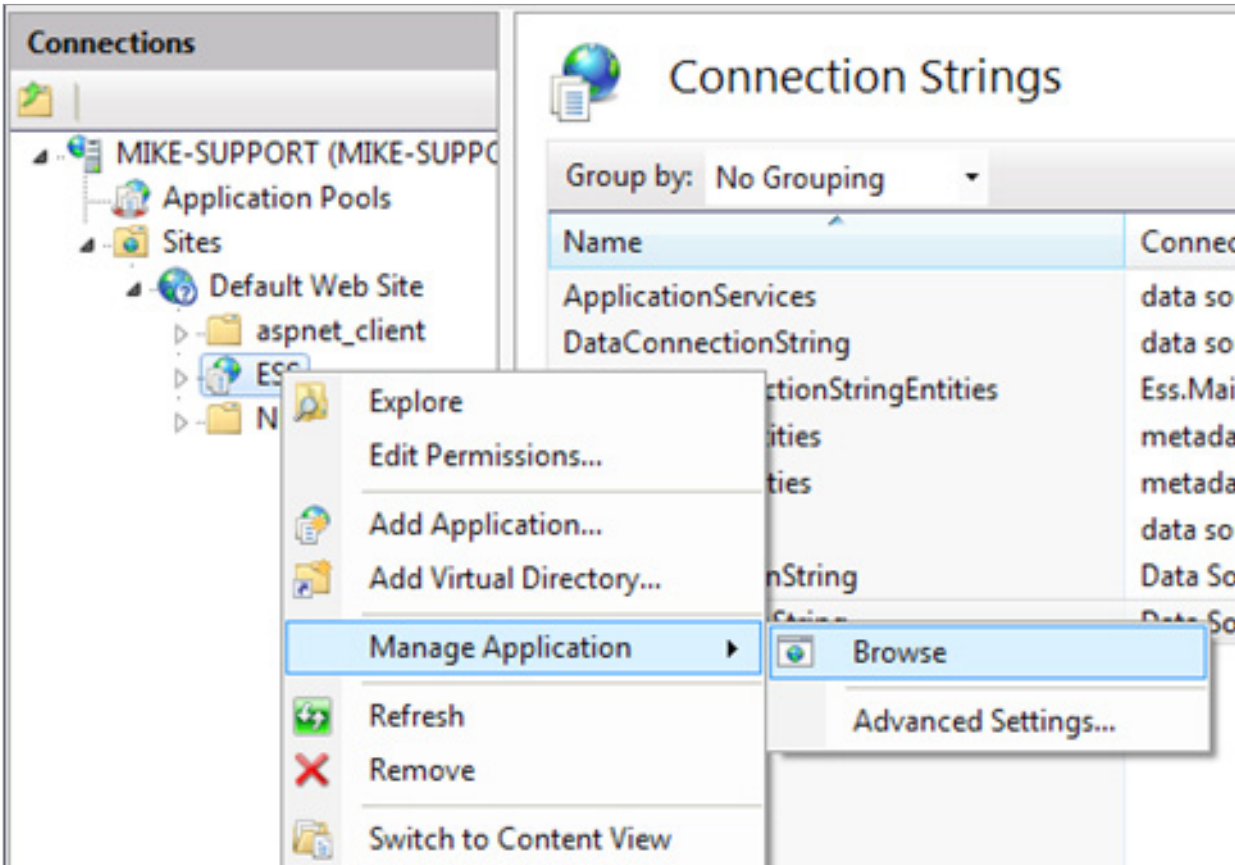 Connections
MIKE-SUPPORT (MIKE-SUPPO
Application Pools
Sites
Default Web Site
aspnet_client
ESS
N
Explore
Edit Permissions...
Add Application...
Add Virtual Directory...
Manage Application
Refresh
Remove
Switch to Content View
Browse
Advanced Settings...
Connection Strings
Group by: No Grouping
Name Connec
ApplicationServices data so
DataConnectionString data so
ctionStringEntities Ess.Mai
ities metada
ties metada
data so
nString Data So
String Data So